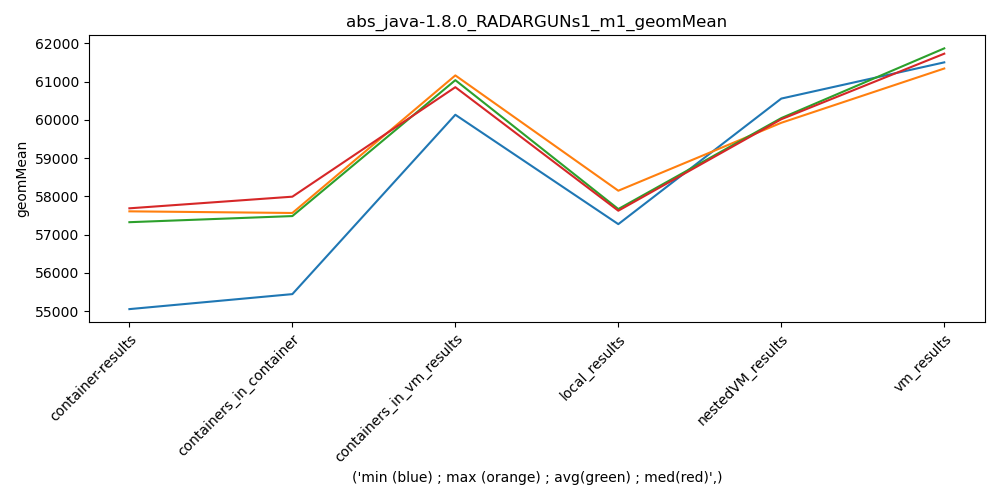 abs_java-1.8.0_RADARGUNs1_m1_geomMean
62000
61000
60000
59000
58000
57000
56000
55000
geomMean
container-results
containers_in_container
containers_in_vm_results
local_results
nestedVM_results
vm_results
('min (blue) ; max (orange) ; avg(green) ; med(red)',)